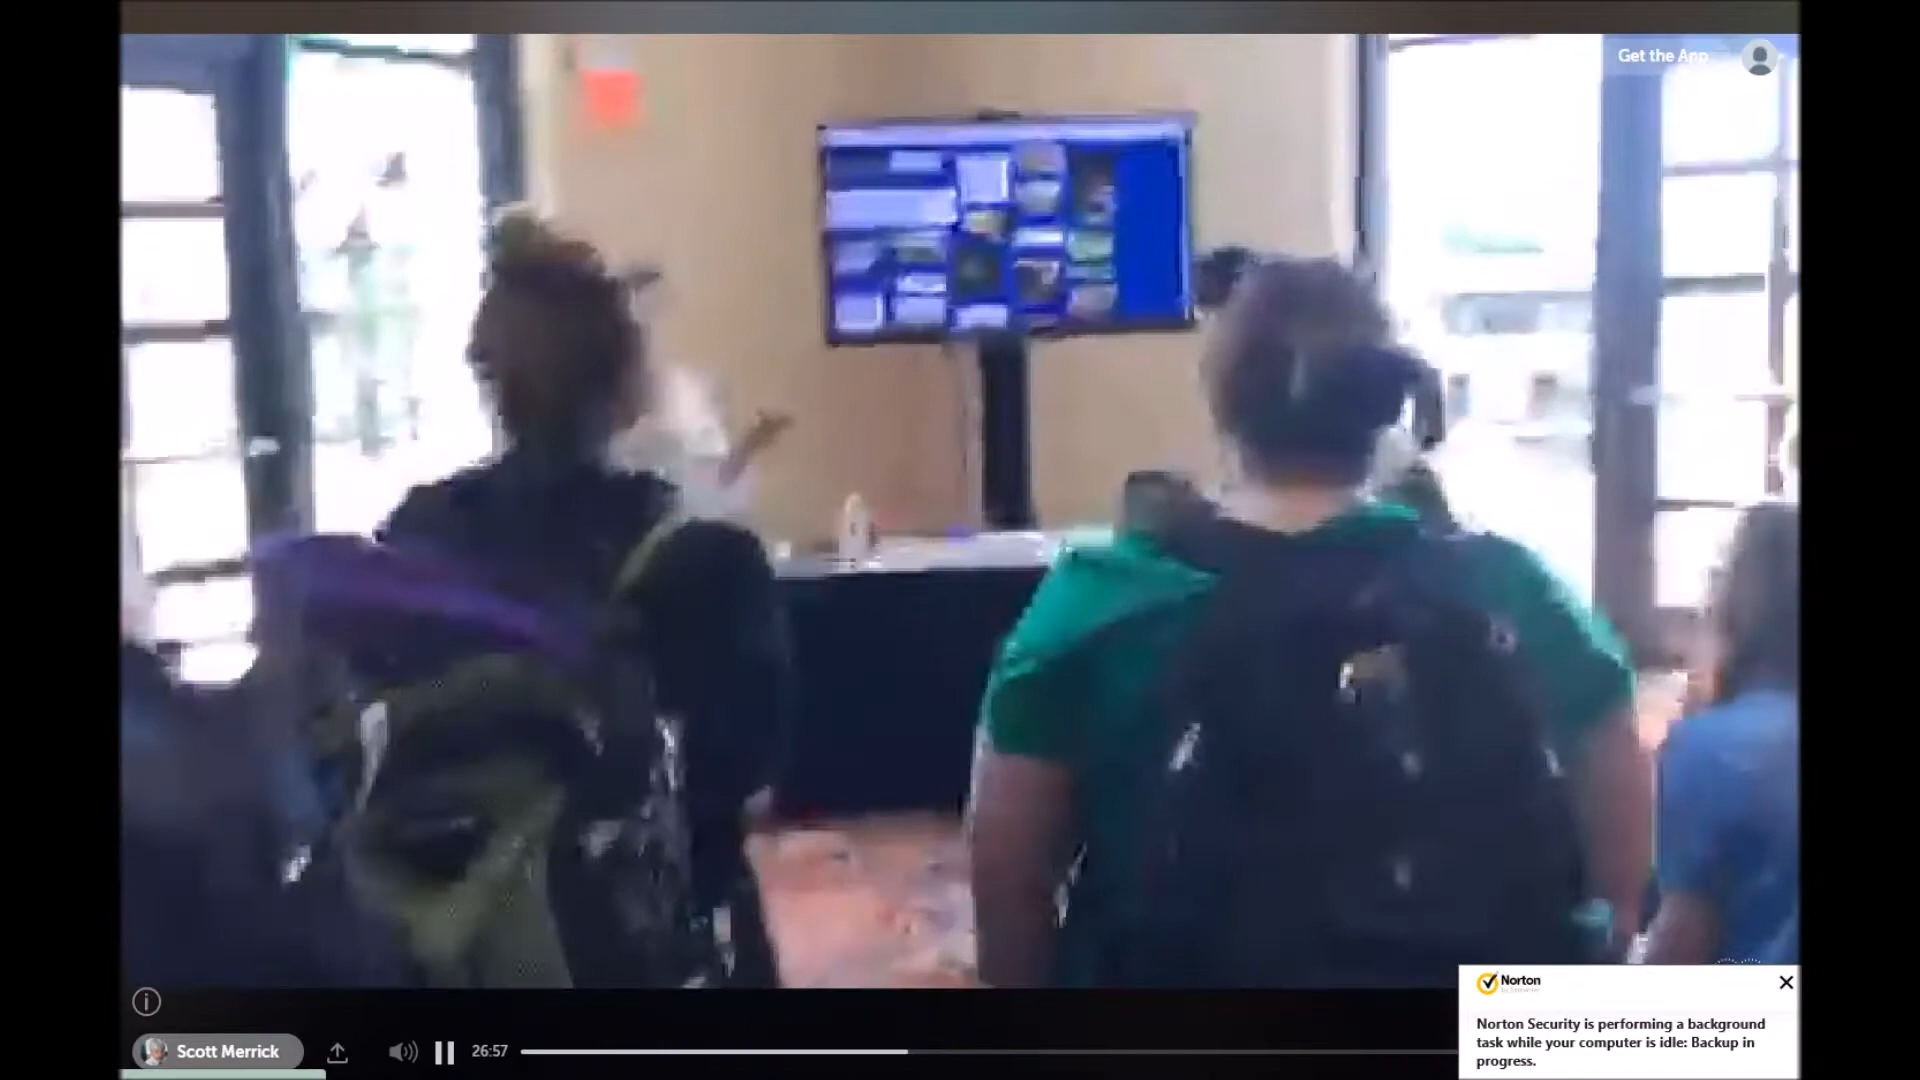 Get the App
Norton
Norton Security is performing a background
task while your computer is idle: Backup in
progress.
Scott Merrick
26:57